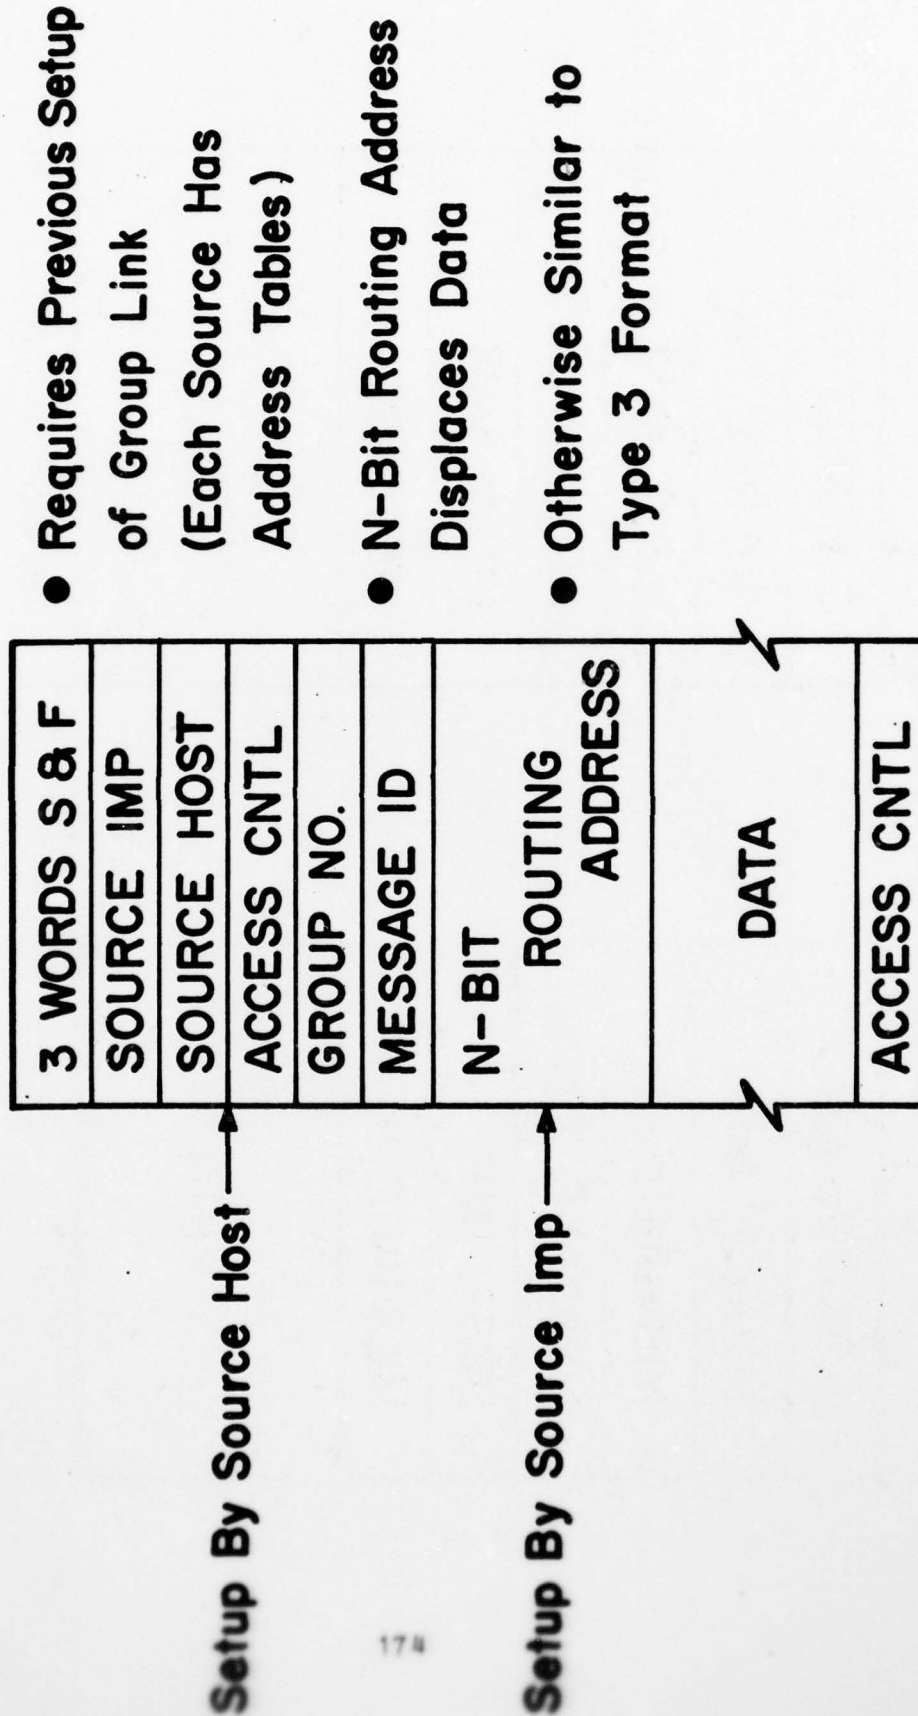 Setup By Source Host
Setup By Source Imp
3 WORDS S & F
SOURCE IMP
SOURCE HOST
ACCESS CNTL
GROUP NO.
MESSAGE ID
N-BIT
ROUTING
ADDRESS
DATA
ACCESS CNTL
● Requires Previous Setup
of Group Link
(Each Source Has
Address Tables)
● N-Bit Routing Address
Displaces Data
● Otherwise Similar to
Type 3 Format
174